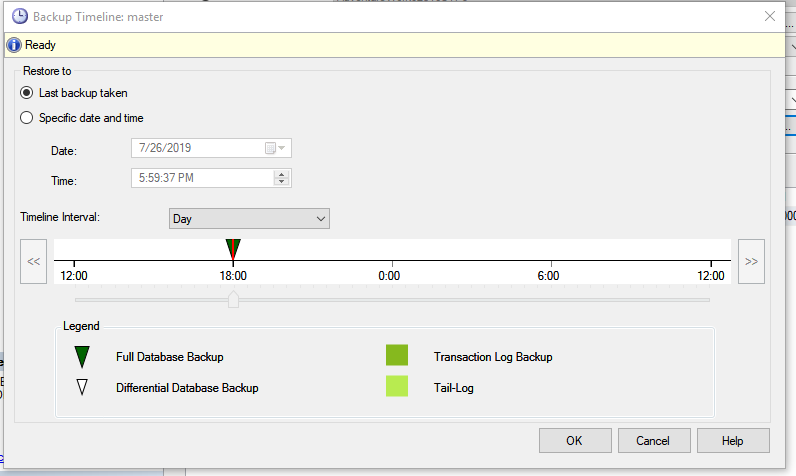 Backup Timeline: master
Ready
Restore to
Last backup taken
Specific date and time
Date: 7/26/2019
Time: 5:59:37 PM
Timeline Interval: Day
<< >>
12:00 18:00 0:00 6:00 12:00
Legend
Full Database Backup Transaction Log Backup
Differential Database Backup Tail-Log
OK Cancel Help